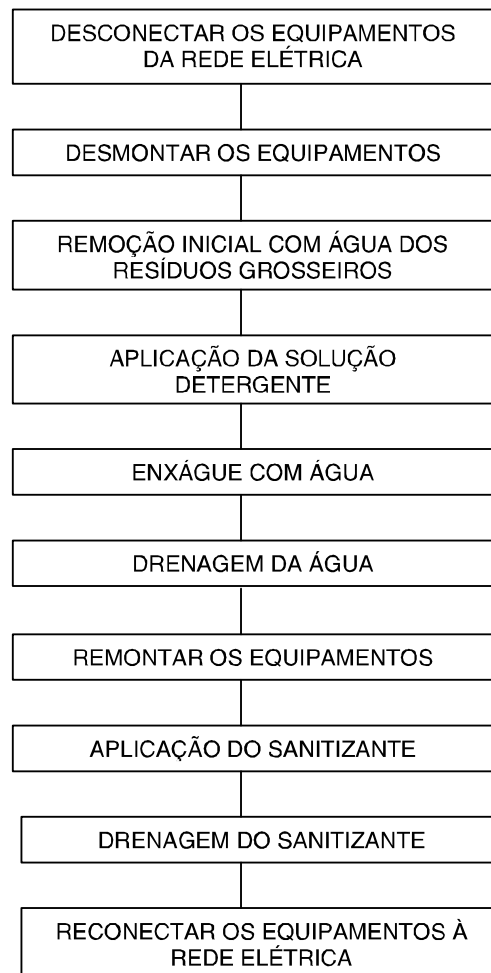 DESCONECTAR OS EQUIPAMENTOS
DA REDE ELÉTRICA
DESMONTAR OS EQUIPAMENTOS
REMOÇÃO INICIAL COM ÁGUA DOS
RESÍDUOS GROSSEIROS
APLICAÇÃO DA SOLUÇÃO
DETERGENTE
ENXÁGUE COM ÁGUA
DRENAGEM DA ÁGUA
REMONTAR OS EQUIPAMENTOS
APLICAÇÃO DO SANITIZANTE
DRENAGEM DO SANITIZANTE
RECONECTAR OS EQUIPAMENTOS À
REDE ELÉTRICA